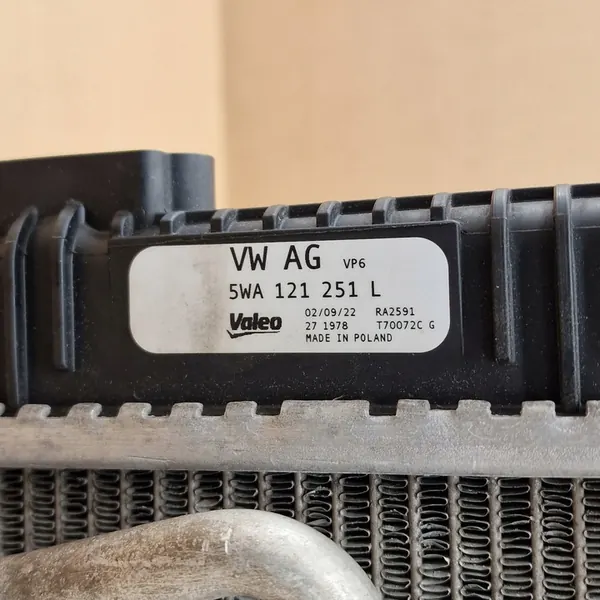 VW AG VP6
5WA 121 251 L
Valeo 02/09/22 RA2591
27 1978 T70072C G
MADE IN POLAND